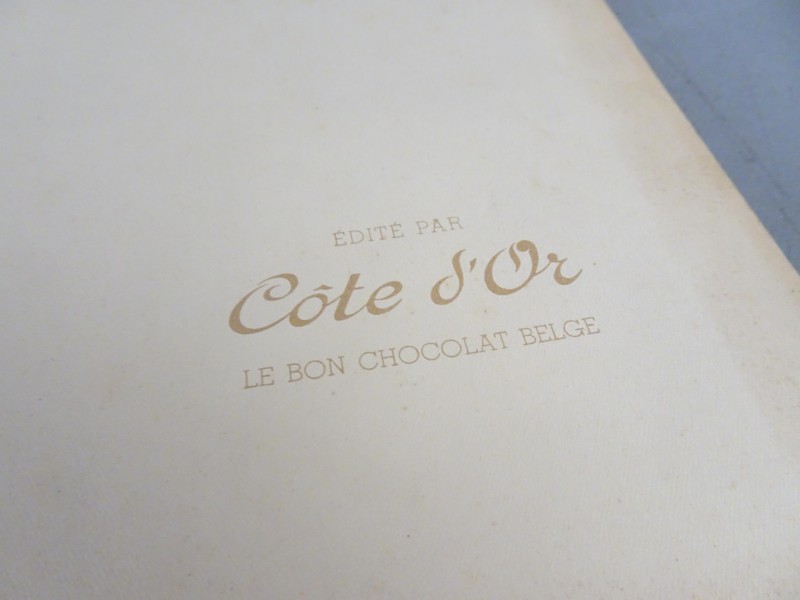 ÉDITÉ PAR
Côte d'Or
LE BON CHOCOLAT BELGE